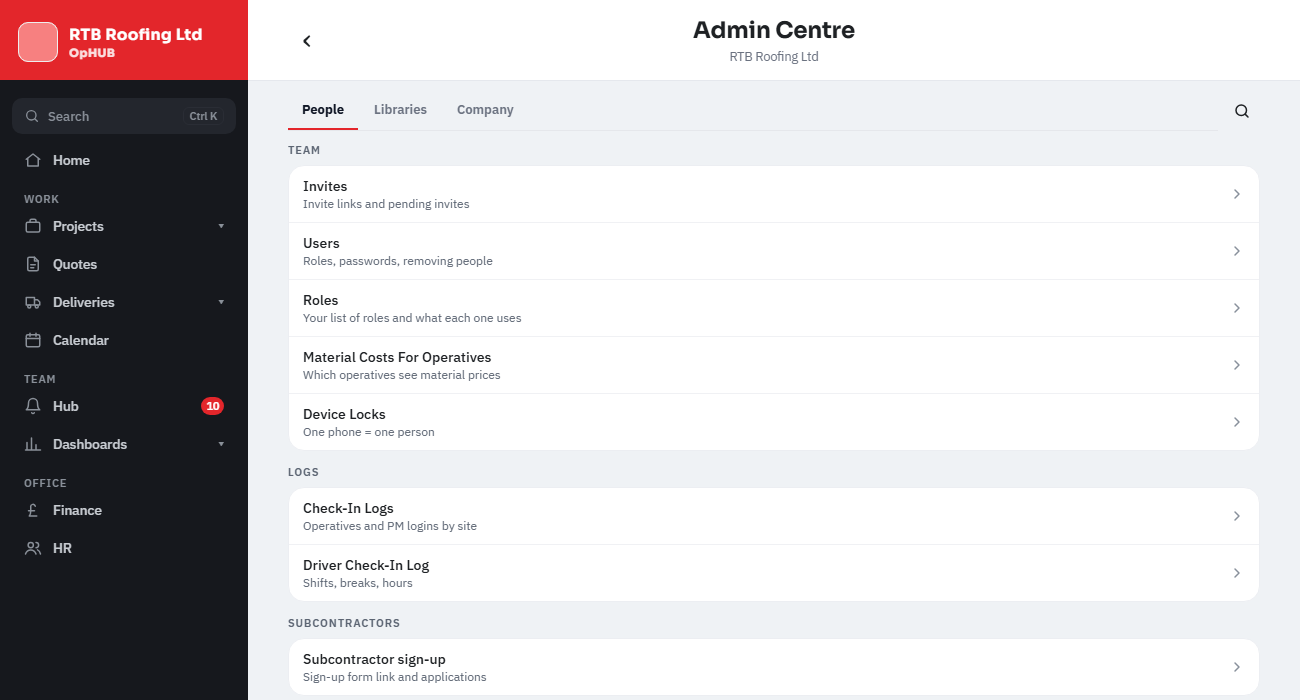 RTB Roofing Ltd
OpHUB
Search Ctrl K
Home
WORK
Projects
Quotes
Deliveries
Calendar
TEAM
Hub 10
Dashboards
OFFICE
Finance
HR
Admin Centre
RTB Roofing Ltd
People Libraries Company
TEAM
Invites
Invite links and pending invites
Users
Roles, passwords, removing people
Roles
Your list of roles and what each one uses
Material Costs For Operatives
Which operatives see material prices
Device Locks
One phone = one person
LOGS
Check-In Logs
Operatives and PM logins by site
Driver Check-In Log
Shifts, breaks, hours
SUBCONTRACTORS
Subcontractor sign-up
Sign-up form link and applications